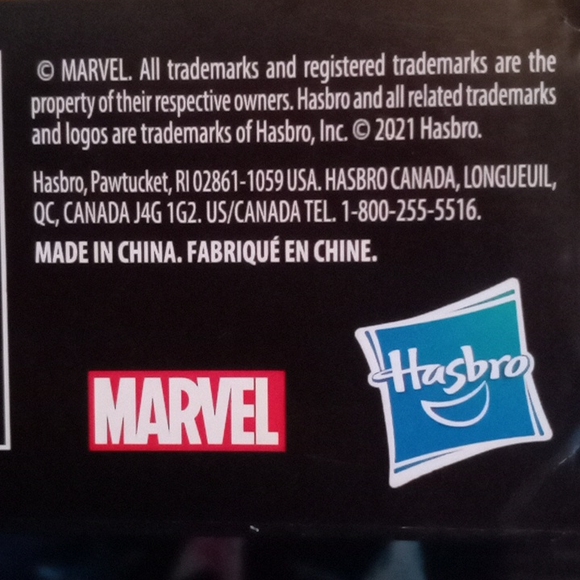 © MARVEL. All trademarks and registered trademarks are the
property of their respective owners. Hasbro and all related trademarks
and logos are trademarks of Hasbro, Inc. © 2021 Hasbro.
Hasbro, Pawtucket, RI 02861-1059 USA. HASBRO CANADA, LONGUEUIL,
QC, CANADA J4G 1G2. US/CANADA TEL. 1-800-255-5516.
MADE IN CHINA. FABRIQUÉ EN CHINE.
MARVEL
Hasbro